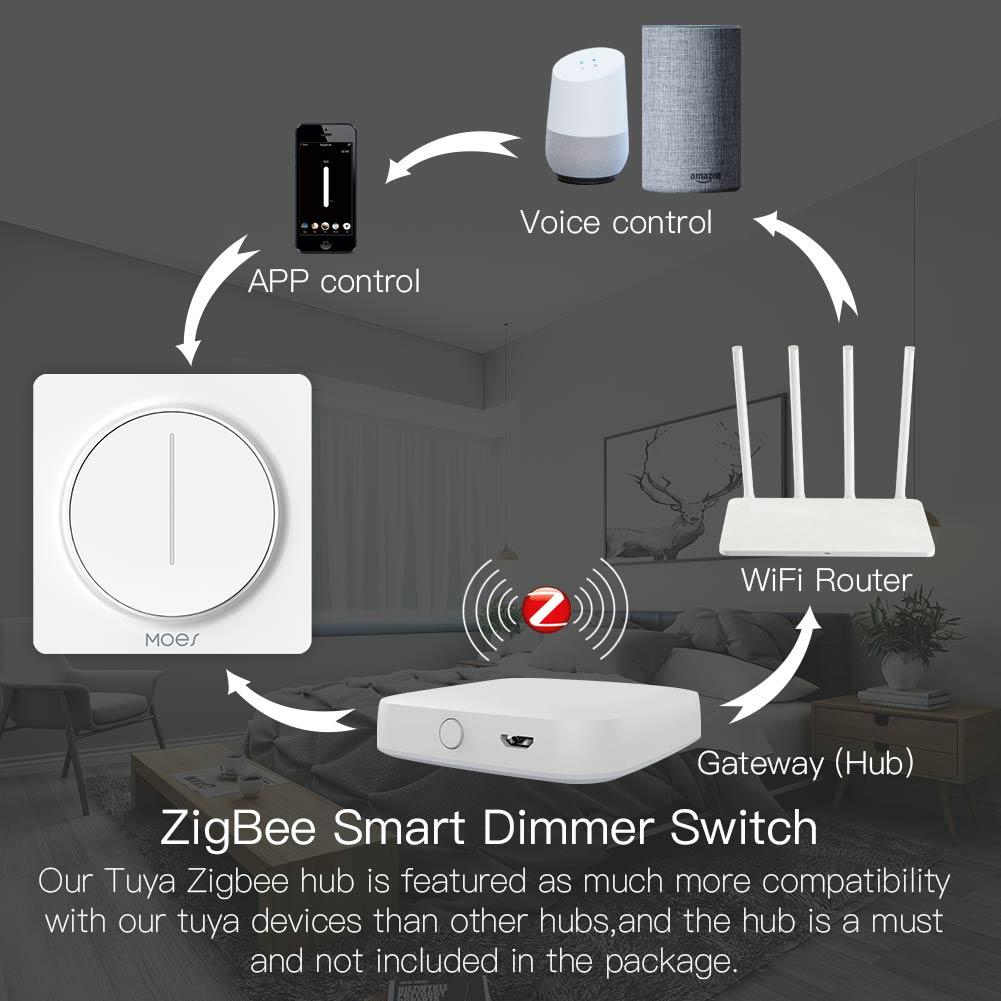 amazon
Voice control
APP control
WiFi Router
MOES
Z
Gateway (Hub)
ZigBee Smart Dimmer Switch
Our Tuya Zigbee hub is featured as much more compatibility
with our tuya devices than other hubs,and the hub is a must
and not included in the package.
NIEZWYKŁE
PRZYGODY